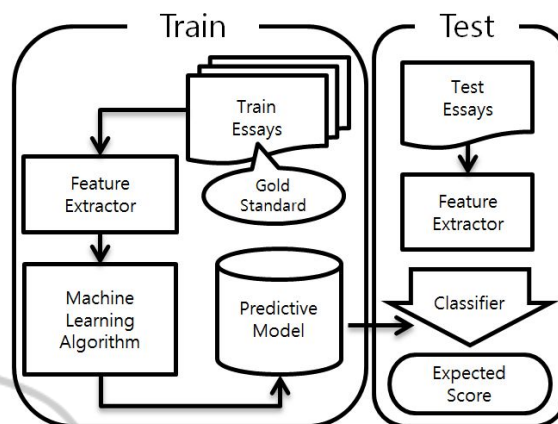 Train
Train
Essays
Gold
Standard
Feature
Extractor
Machine
Learning
Algorithm
Predictive
Model
Test
Test
Essays
Feature
Extractor
Classifier
Expected
Score